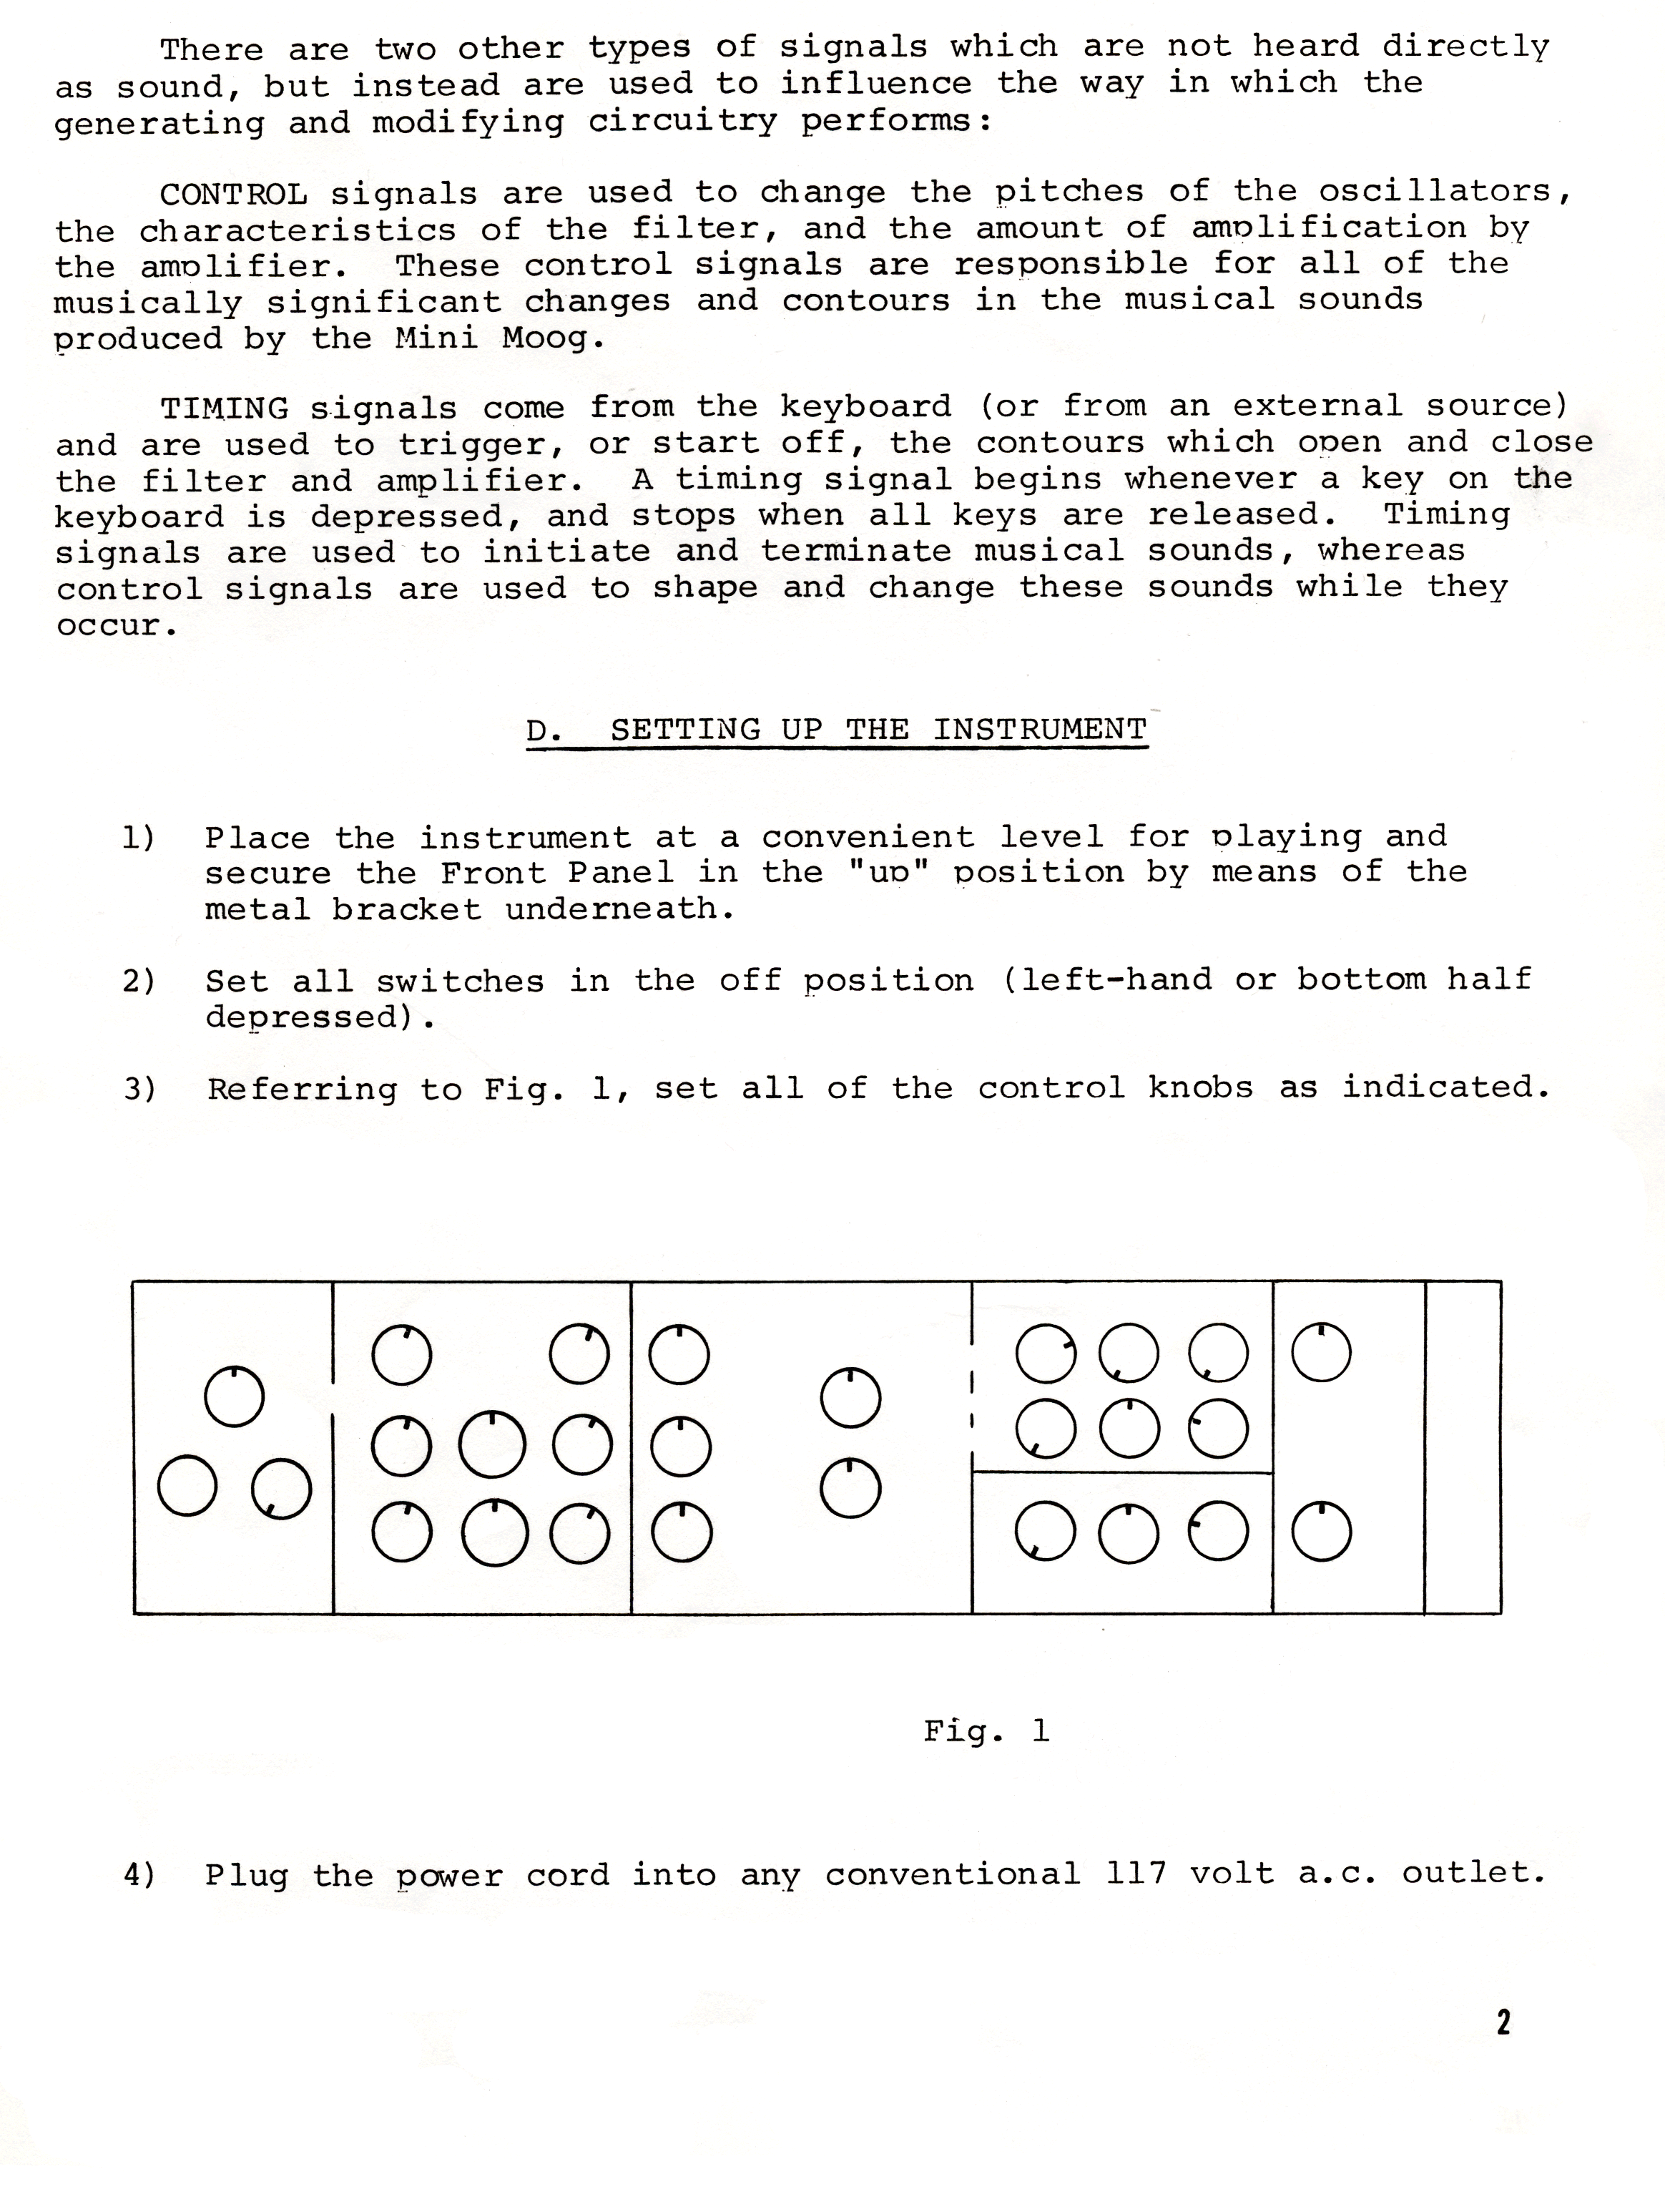 There are two other types of signals which are not heard directly
as sound, but instead are used to influence the way in which the
generating and modifying circuitry performs:
CONTROL signals are used to change the pitches of the oscillators,
the characteristics of the filter, and the amount of amplification by
the amplifier. These control signals are responsible for all of the
musically significant changes and contours in the musical sounds
produced by the Mini Moog.
TIMING signals come from the keyboard (or from an external source)
and are used to trigger, or start off, the contours which open and close
the filter and amplifier. A timing signal begins whenever a key on the
keyboard is depressed, and stops when all keys are released. Timing
signals are used to initiate and terminate musical sounds, whereas
control signals are used to shape and change these sounds while they
occur.
D. SETTING UP THE INSTRUMENT
1) Place the instrument at a convenient level for playing and
secure the Front Panel in the "up" position by means of the
metal bracket underneath.
2) Set all switches in the off position (left-hand or bottom half
depressed).
3) Referring to Fig. 1, set all of the control knobs as indicated.
Fig. 1
4) Plug the power cord into any conventional 117 volt a.c. outlet.
2